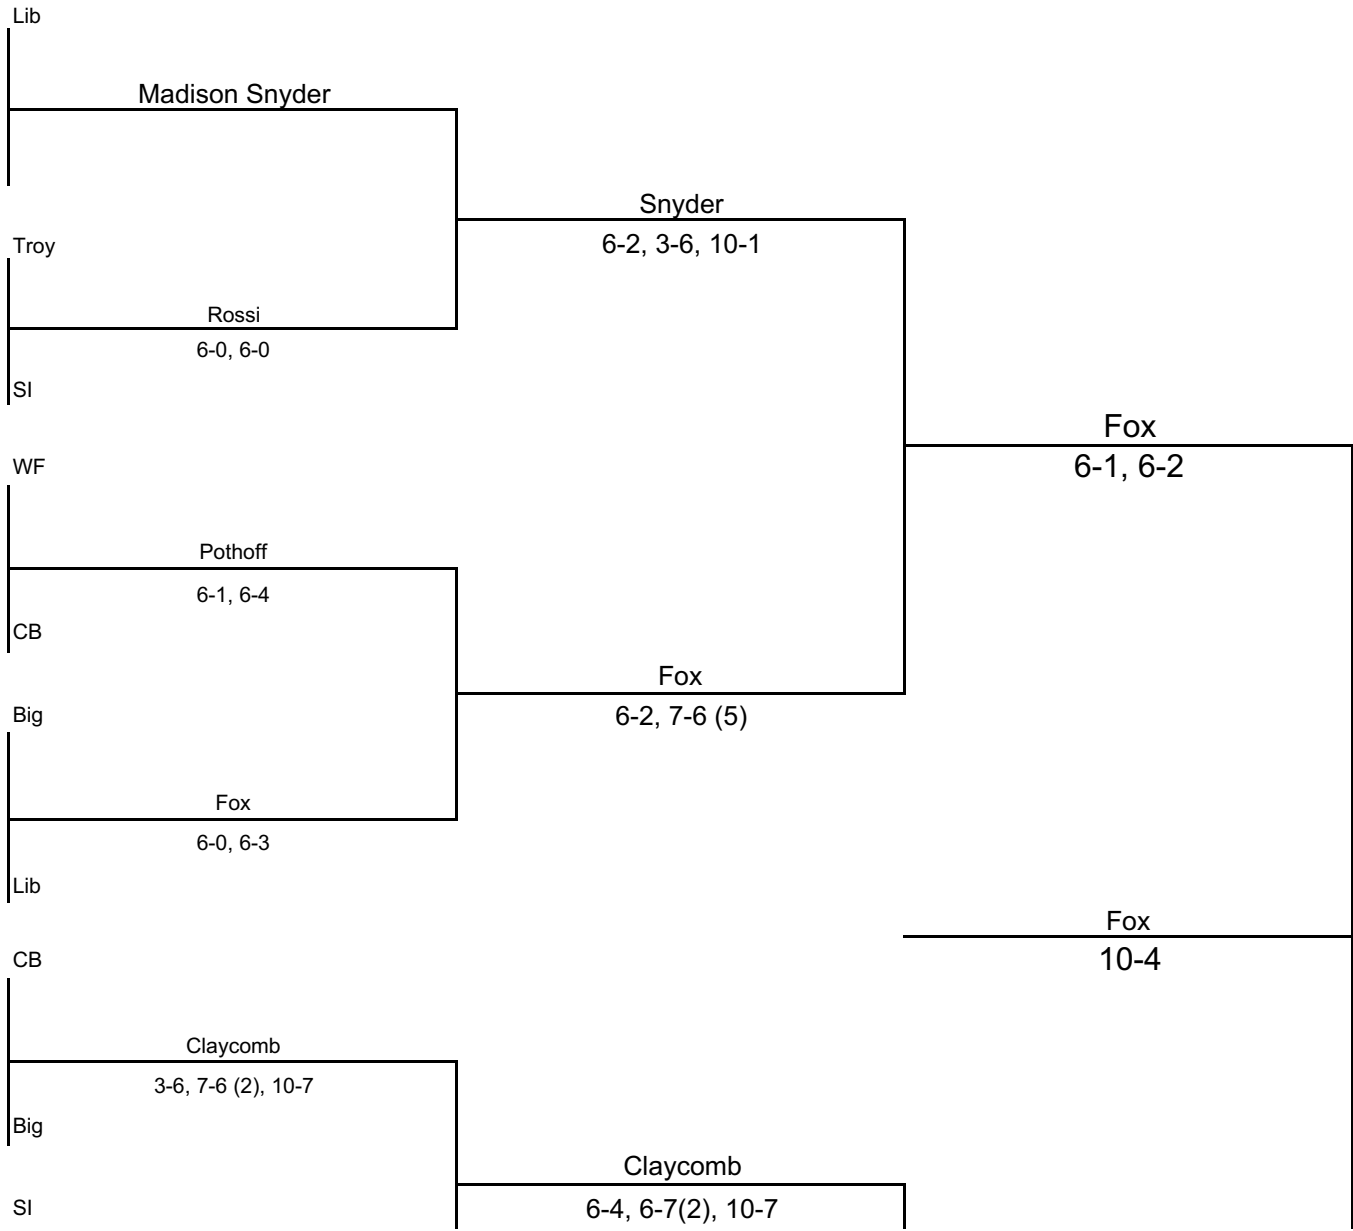 Lib
Madison Snyder
Snyder
6-2, 3-6, 10-1
Troy
Rossi
6-0, 6-0
SI
Fox
6-1, 6-2
WF
Pothoff
6-1, 6-4
CB
Fox
6-2, 7-6 (5)
Big
Fox
6-0, 6-3
Lib
Fox
10-4
CB
Claycomb
3-6, 7-6 (2), 10-7
Big
Claycomb
6-4, 6-7(2), 10-7
SI